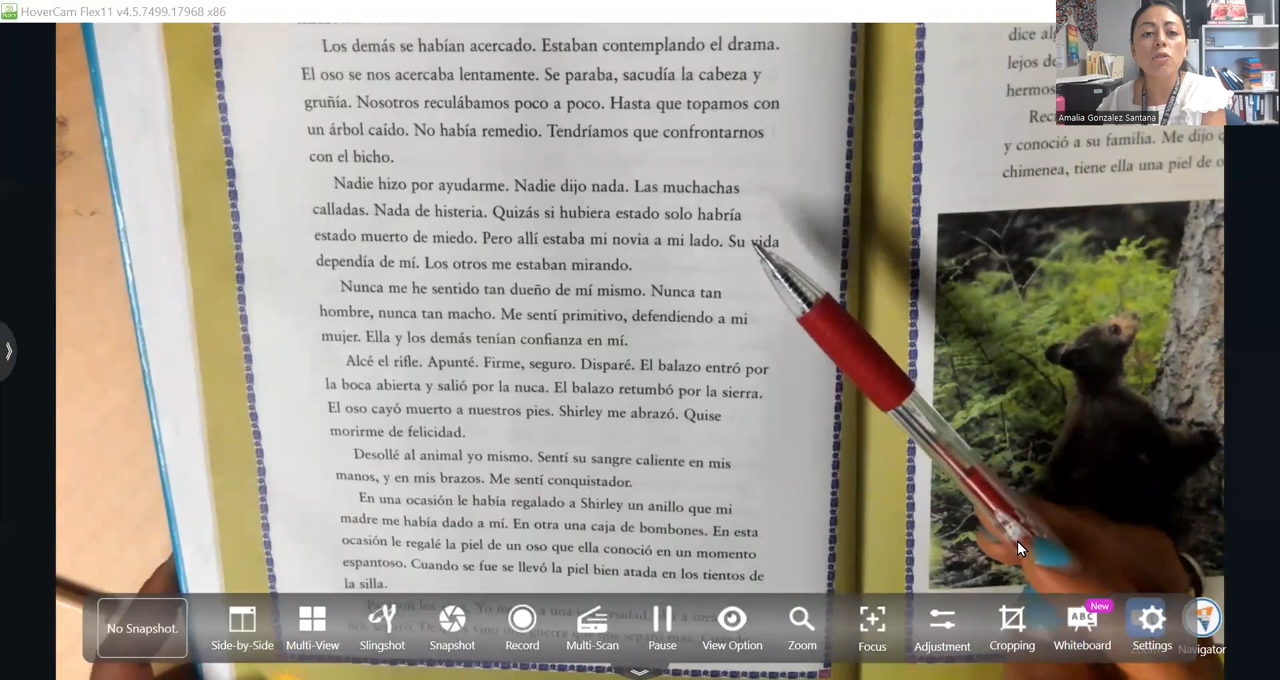 HoverCam Flex11 v4.5.7499.17968 x86
Los demás se habían acercado. Estaban contemplando el drama.
El oso se nos acercaba lentamente. Se paraba, sacudía la cabeza y
gruñía. Nosotros reculábamos poco a poco. Hasta que topamos con
un árbol caído. No había remedio. Tendríamos que confrontarnos
con el bicho.
Nadie hizo por ayudarme. Nadie dijo nada. Las muchachas
calladas. Nada de histeria. Quizás si hubiera estado solo habría
estado muerto de miedo. Pero allí estaba mi novia a mi lado. Su vida
dependía de mí. Los otros me estaban mirando.
Nunca me he sentido tan dueño de mí mismo. Nunca tan
hombre, nunca tan macho. Me sentí primitivo, defendiendo a mi
mujer. Ella y los demás tenían confianza en mí.
Alcé el rifle. Apunté. Firme, seguro. Disparé. El balazo entró por
la boca abierta y salió por la nuca. El balazo retumbó por la sierra.
El oso cayó muerto a nuestros pies. Shirley me abrazó. Quise
morirme de felicidad.
Desollé al animal yo mismo. Sentí su sangre caliente en mis
manos, y en mis brazos. Me sentí conquistador.
En una ocasión le había regalado a Shirley un anillo que mi
madre me había dado a mí. En otra una caja de bombones. En esta
ocasión le regalé la piel de un oso que ella conoció en un momento
espantoso. Cuando se fue se llevó la piel bien atada en los tientos de
la silla.
dice
lejos
hermos
y conoció a su familia. Me dijo
chimenea, tiene ella una piel de
Amalia Gonzalez Santana
No Snapshot.
Side-by-Side
Multi-View
Slingshot
Snapshot
Record
Multi-Scan
Pause
View Option
Zoom
Focus
Adjustment
Cropping
New
ABC
Whiteboard
Settings
Navigator